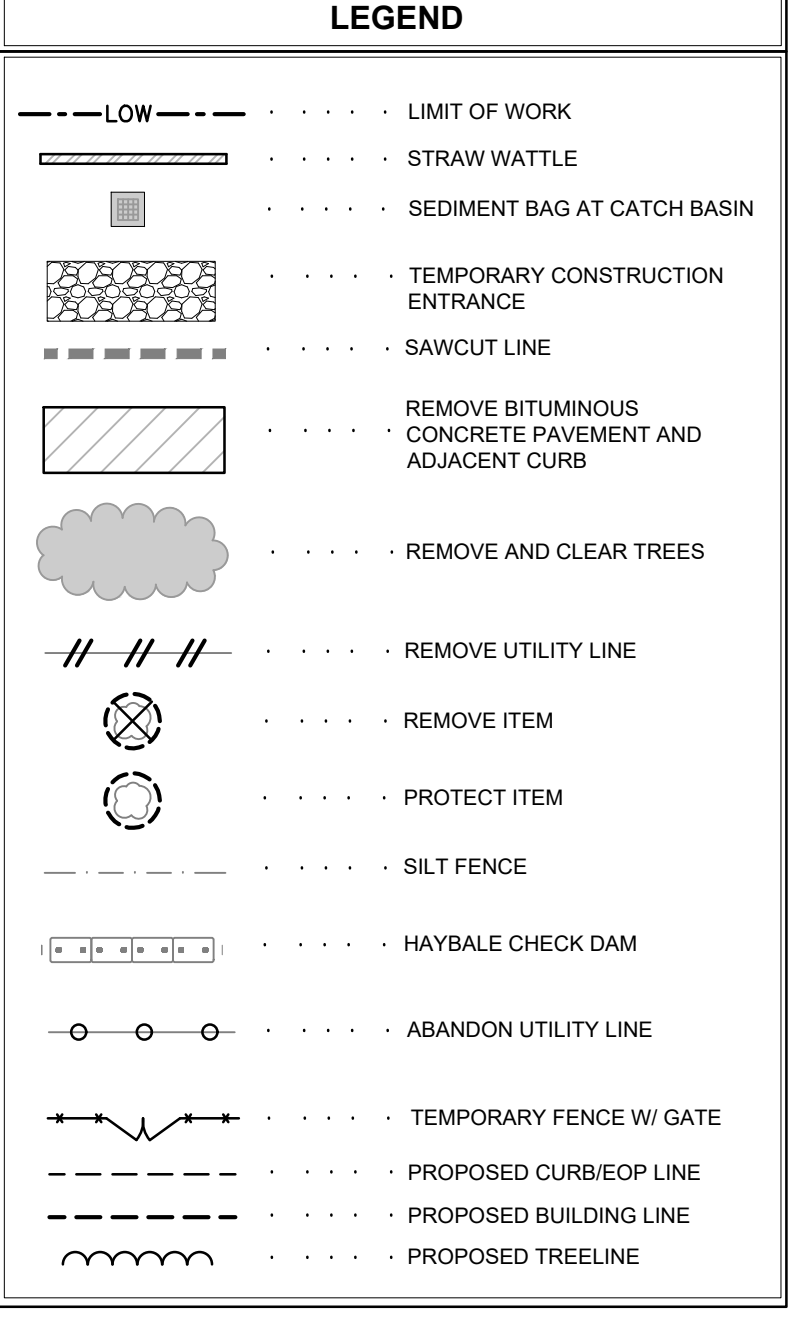 LEGEND
LOW LIMIT OF WORK
STRAW WATTLE
SEDIMENT BAG AT CATCH BASIN
TEMPORARY CONSTRUCTION
ENTRANCE
SAWCUT LINE
REMOVE BITUMINOUS
CONCRETE PAVEMENT AND
ADJACENT CURB
REMOVE AND CLEAR TREES
REMOVE UTILITY LINE
REMOVE ITEM
PROTECT ITEM
SILT FENCE
HAYBALE CHECK DAM
ABANDON UTILITY LINE
TEMPORARY FENCE W/ GATE
PROPOSED CURB/EOP LINE
PROPOSED BUILDING LINE
PROPOSED TREELINE